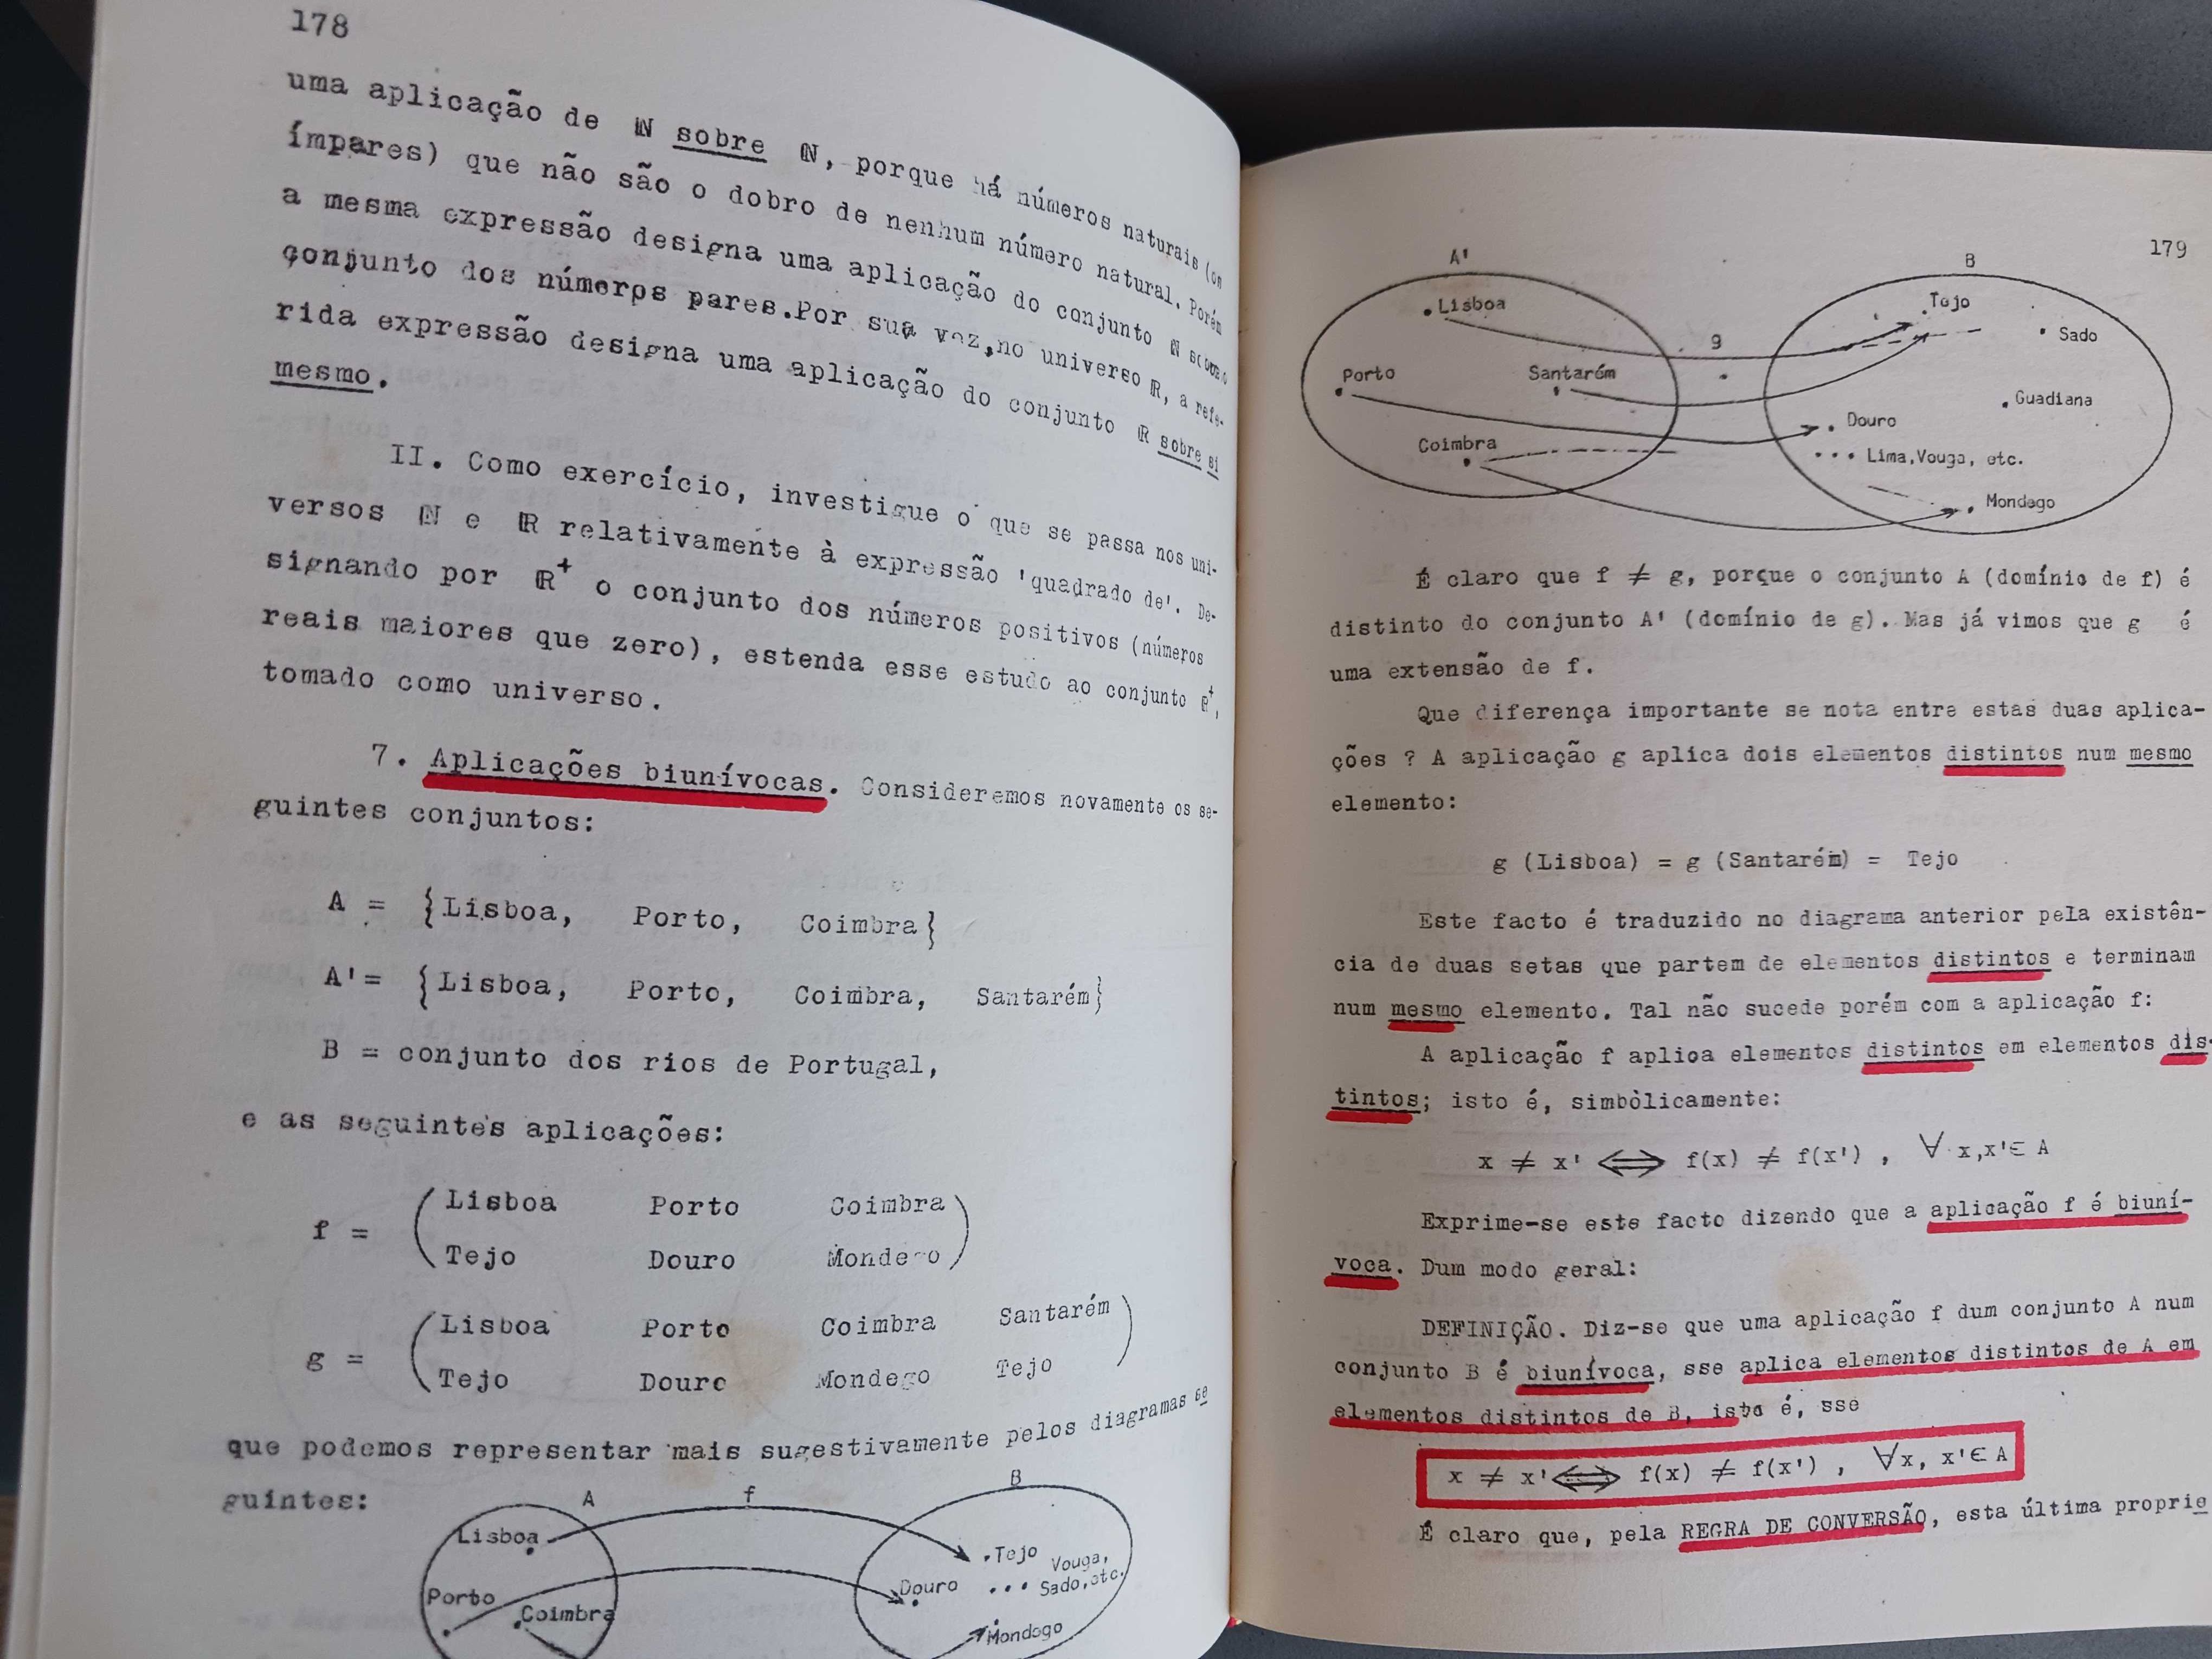 178
uma aplicação de ℕ sobre ℕ, porque há números naturais (os
ímpares) que não são o dobro de nenhum número natural. Porém
a mesma expressão designa uma aplicação do conjunto ℕ sobre o
conjunto dos números pares. Por sua vez, no universo ℝ, a refe-
rida expressão designa uma aplicação do conjunto ℝ sobre si
mesmo.
II. Como exercício, investigue o que se passa nos uni-
versos ℕ e ℝ relativamente à expressão 'quadrado de'. De-
signando por ℝ⁺ o conjunto dos números positivos (números
reais maiores que zero), estenda esse estudo ao conjunto ℝ⁺,
tomado como universo.
7. Aplicações biunívocas. Consideremos novamente os se-
guintes conjuntos:
A = {Lisboa, Porto, Coimbra}
A'= {Lisboa, Porto, Coimbra, Santarém}
B = conjunto dos rios de Portugal,
e as seguintes aplicações:
f = ( Lisboa Porto Coimbra )
Tejo Douro Mondego
g = ( Lisboa Porto Coimbra Santarém )
Tejo Douro Mondego Tejo
que podemos representar mais sugestivamente pelos diagramas se
guintes:
A f B
Lisboa
Porto
Coimbra
Tejo
Vouga,
Douro ... Sado, etc.
Mondego
179
A' B
Lisboa
Tejo
g
Sado
Porto
Santarém
Guadiana
Douro
Coimbra
... Lima, Vouga, etc.
Mondego
É claro que f ≠ g, porque o conjunto A (domínio de f) é
distinto do conjunto A' (domínio de g). Mas já vimos que g é
uma extensão de f.
Que diferença importante se nota entre estas duas aplica-
ções ? A aplicação g aplica dois elementos distintos num mesmo
elemento:
g (Lisboa) = g (Santarém) = Tejo
Este facto é traduzido no diagrama anterior pela existên-
cia de duas setas que partem de elementos distintos e terminam
num mesmo elemento. Tal não sucede porém com a aplicação f:
A aplicação f aplica elementos distintos em elementos dis-
tintos; isto é, simbòlicamente:
x ≠ x' ⟺ f(x) ≠ f(x') , ∀ x,x'∈ A
Exprime-se este facto dizendo que a aplicação f é biuní-
voca. Dum modo geral:
DEFINIÇÃO. Diz-se que uma aplicação f dum conjunto A num
conjunto B é biunívoca, sse aplica elementos distintos de A em
elementos distintos de B, isto é, sse
x ≠ x' ⟺ f(x) ≠ f(x') , ∀x, x'∈ A
É claro que, pela REGRA DE CONVERSÃO, esta última proprie